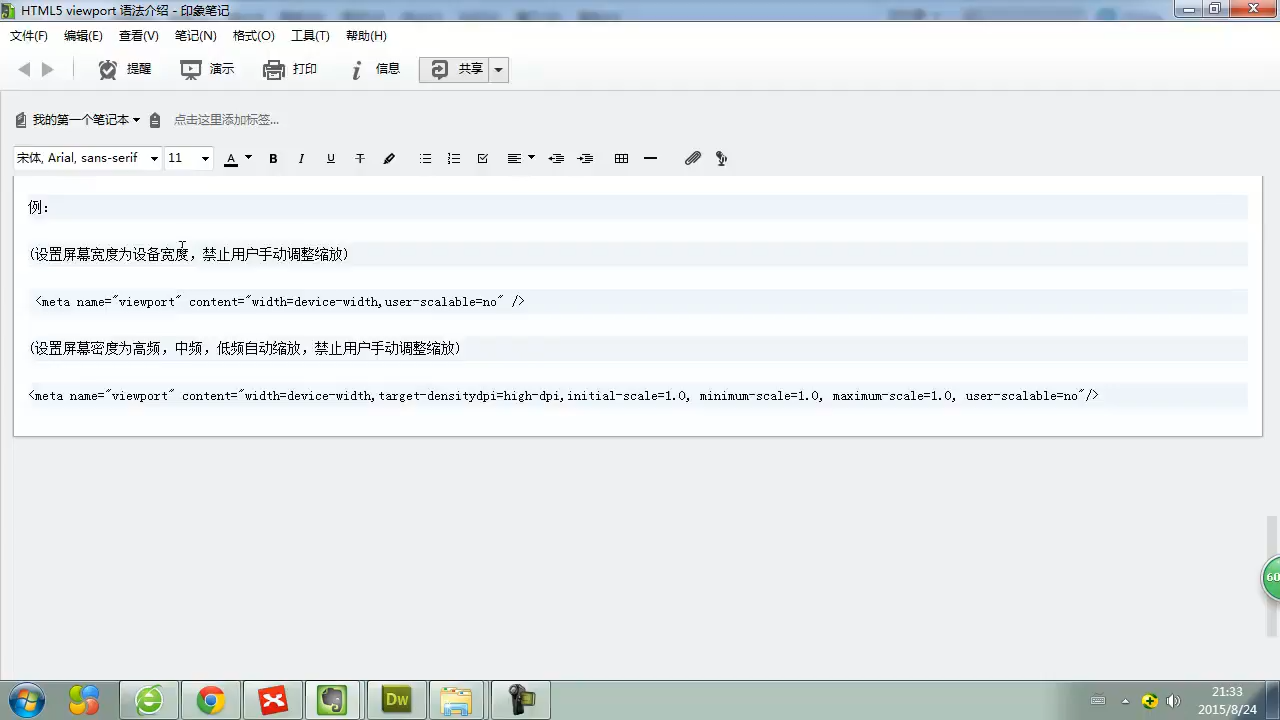 HTML5 viewport 语法介绍 - 印象笔记
文件(F) 编辑(E) 查看(V) 笔记(N) 格式(O) 工具(T) 帮助(H)
提醒 演示 打印 信息 共享
我的第一个笔记本 点击这里添加标签...
宋体, Arial, sans-serif 11 A B I U T
例：
(设置屏幕宽度为设备宽度，禁止用户手动调整缩放)
<meta name="viewport" content="width=device-width,user-scalable=no" />
(设置屏幕密度为高频，中频，低频自动缩放，禁止用户手动调整缩放)
<meta name="viewport" content="width=device-width,target-densitydpi=high-dpi,initial-scale=1.0, minimum-scale=1.0, maximum-scale=1.0, user-scalable=no"/>
60
Dw
21:33
2015/8/24